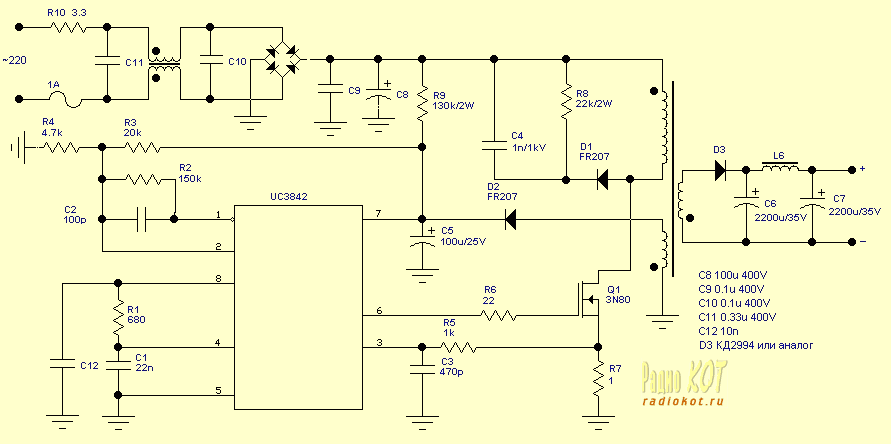 R10 3.3
~220
C11
C10
1A
C9
C8
+
R9
130k/2W
R8
22k/2W
C4
1n/1kV
D1
FR207
R4
4.7k
R3
20k
R2
150k
C2
100p
UC3842
1
2
8
4
5
7
6
3
D2
FR207
C5
100u/25V
+
D3
L6
+
C6
2200u/35V
+
C7
2200u/35V
+
–
R6
22
Q1
3N80
R5
1k
C3
470p
R7
1
R1
680
C1
22n
C12
C8 100u 400V
C9 0.1u 400V
C10 0.1u 400V
C11 0.33u 400V
C12 10n
D3 КД2994 или аналог
Радио КОТ
radiokot.ru